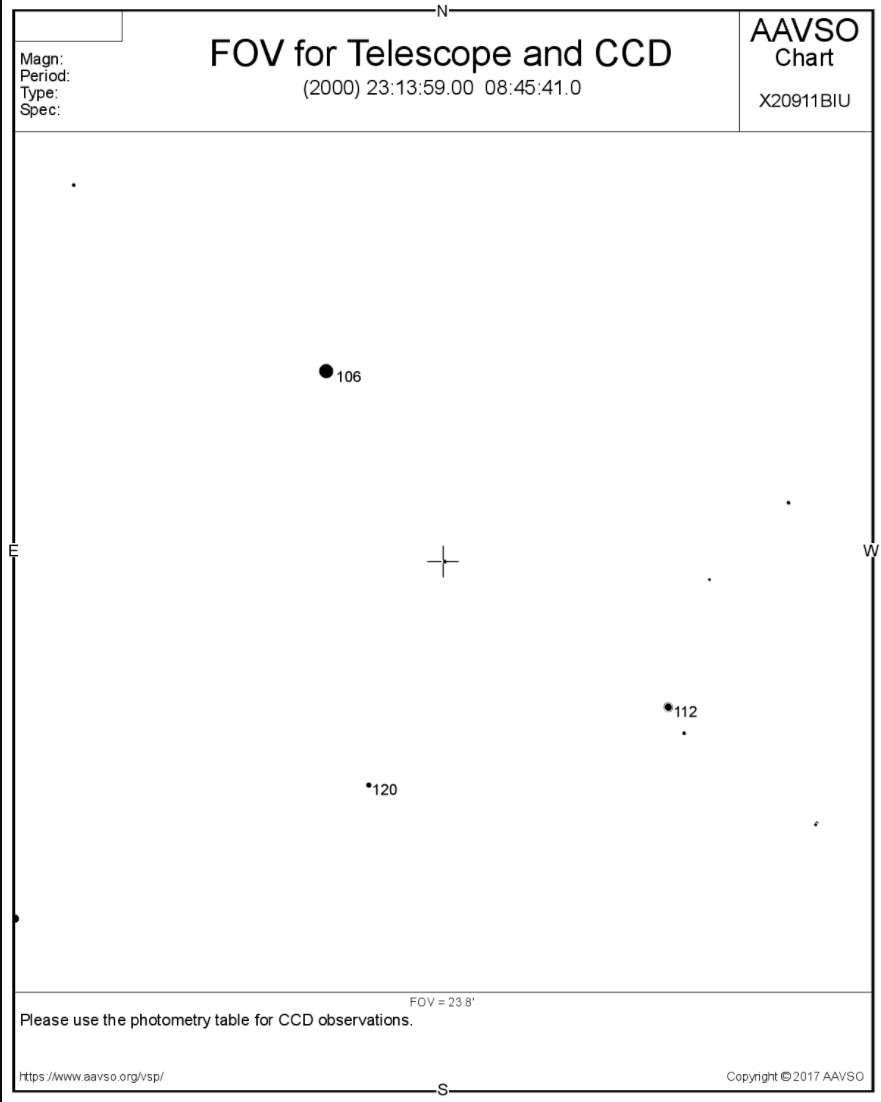 N
FOV for Telescope and CCD
(2000) 23:13:59.00 08:45:41.0
Magn:
Period:
Type:
Spec:
AAVSO
Chart
X20911BIU
106
E
W
112
120
FOV = 23.8'
Please use the photometry table for CCD observations.
https://www.aavso.org/vsp/
Copyright © 2017 AAVSO
S